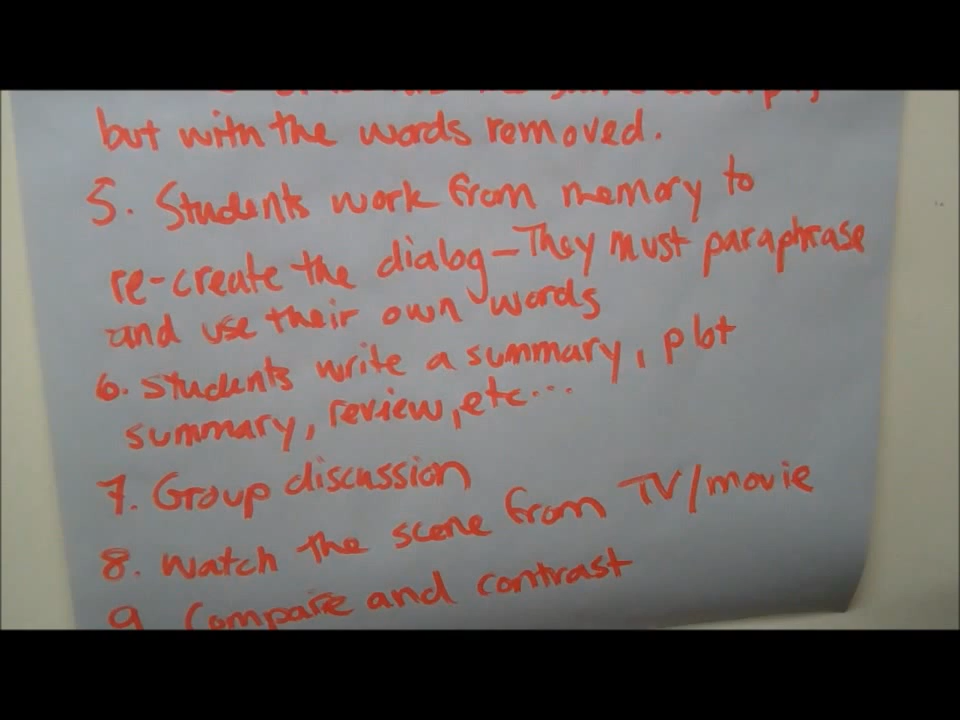 but with the words removed.
5. Students work from memory to
re-create the dialog - They must paraphrase
and use their own words
6. Students write a summary, plot
summary, review, etc...
7. Group discussion
8. Watch the scene from TV/movie
9 Compare and contrast